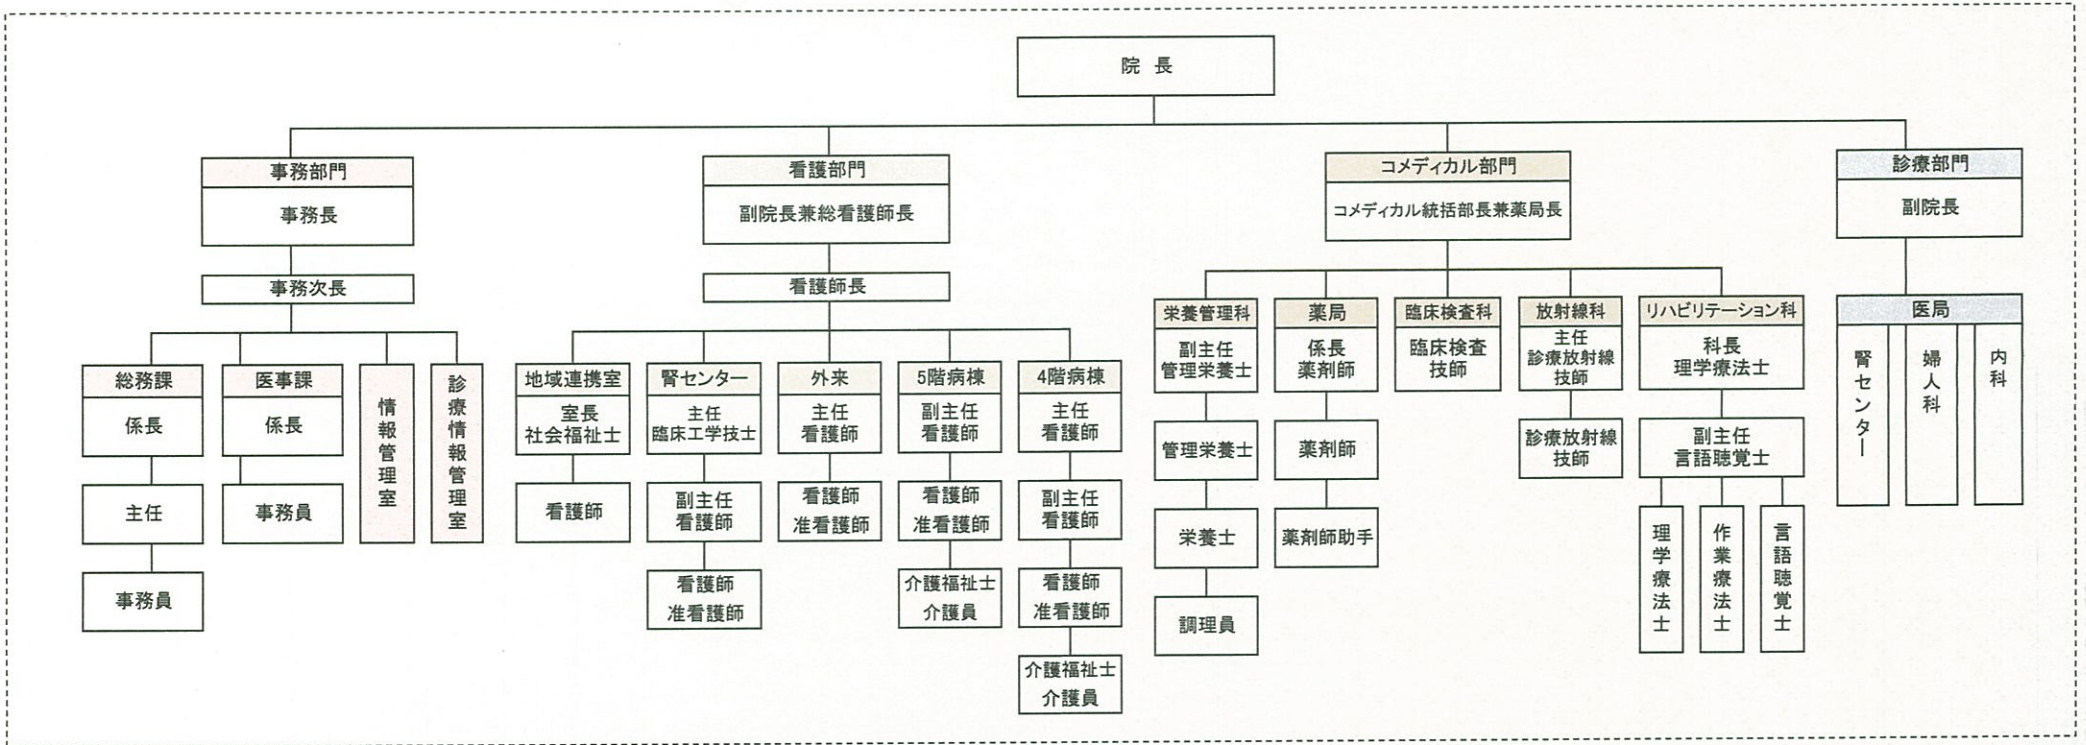 院長
事務部門
事務長
事務次長
総務課
係長
主任
事務員
医事課
係長
事務員
情報管理室
診療情報管理室
看護部門
副院長兼総看護師長
看護師長
地域連携室
室長
社会福祉士
看護師
腎センター
主任
臨床工学技士
副主任
看護師
看護師
准看護師
外来
主任
看護師
看護師
准看護師
5階病棟
副主任
看護師
看護師
准看護師
介護福祉士
介護員
4階病棟
主任
看護師
副主任
看護師
看護師
准看護師
介護福祉士
介護員
コメディカル部門
コメディカル統括部長兼薬局長
栄養管理科
副主任
管理栄養士
管理栄養士
栄養士
調理員
薬局
係長
薬剤師
薬剤師
薬剤師助手
臨床検査科
臨床検査
技師
放射線科
主任
診療放射線
技師
診療放射線
技師
リハビリテーション科
科長
理学療法士
副主任
言語聴覚士
理学療法士
作業療法士
言語聴覚士
診療部門
副院長
医局
腎センター
婦人科
内科